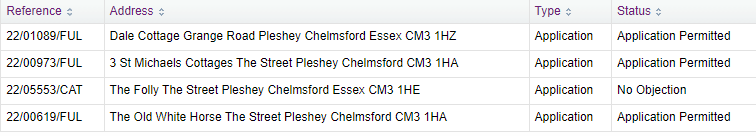 Reference Address Type Status
22/01089/FUL Dale Cottage Grange Road Pleshey Chelmsford Essex CM3 1HZ Application Application Permitted
22/00973/FUL 3 St Michaels Cottages The Street Pleshey Chelmsford CM3 1HA Application Application Permitted
22/05553/CAT The Folly The Street Pleshey Chelmsford Essex CM3 1HE Application No Objection
22/00619/FUL The Old White Horse The Street Pleshey Chelmsford CM3 1HA Application Application Permitted